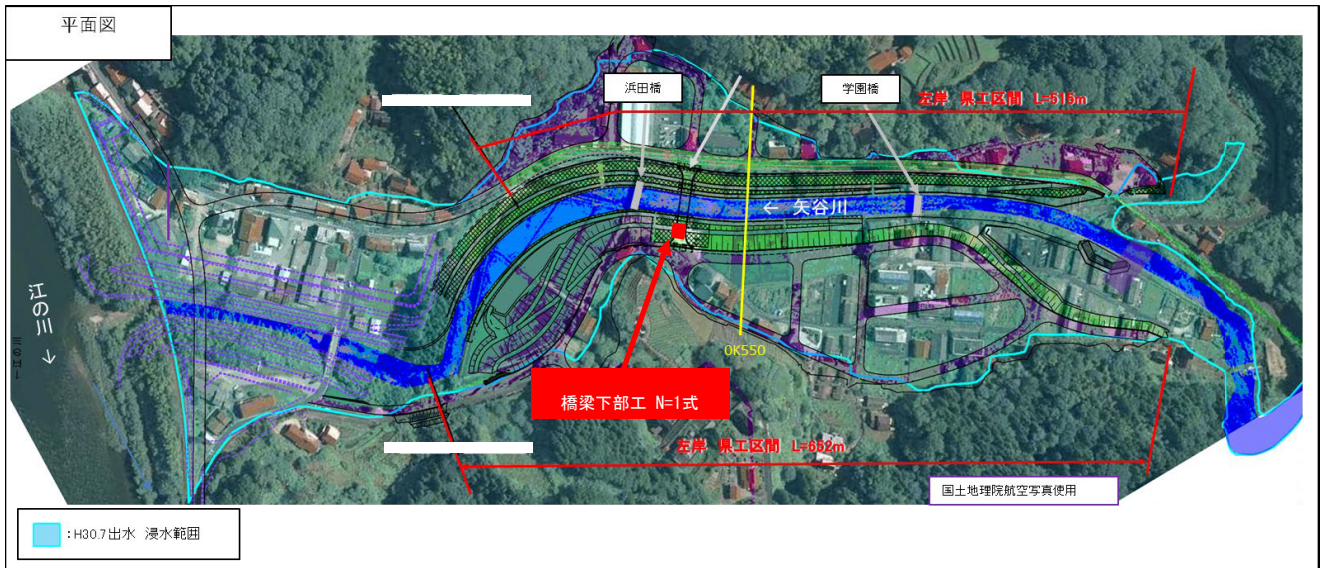 平面図
浜田橋
学園橋
左岸 県工区間 L=515m
← 矢谷川
江の川
↓
0K550
橋梁下部工 N=1式
左岸 県工区間 L=652m
国土地理院航空写真使用
:H30.7出水 浸水範囲